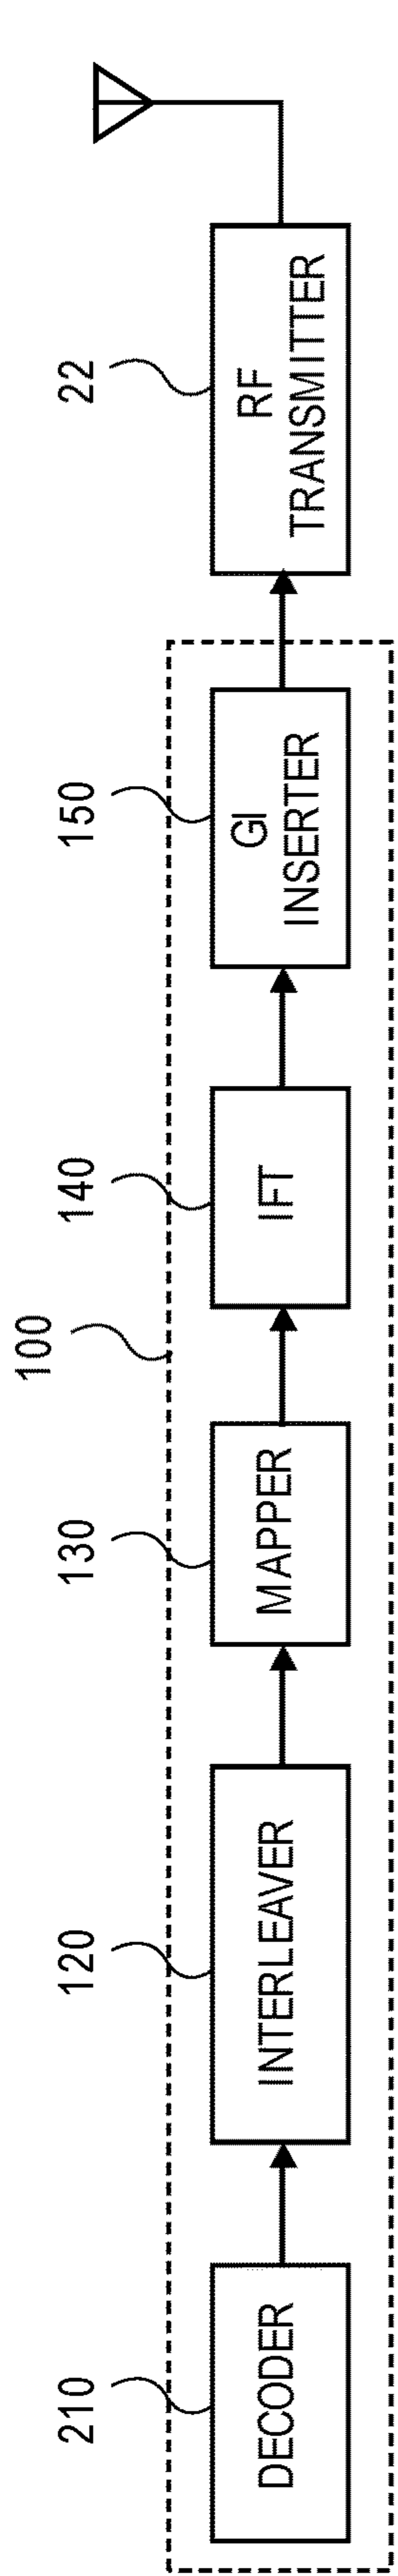 100
210
120
130
140
150
22
DECODER
INTERLEAVER
MAPPER
IFT
GI
INSERTER
RF
TRANSMITTER